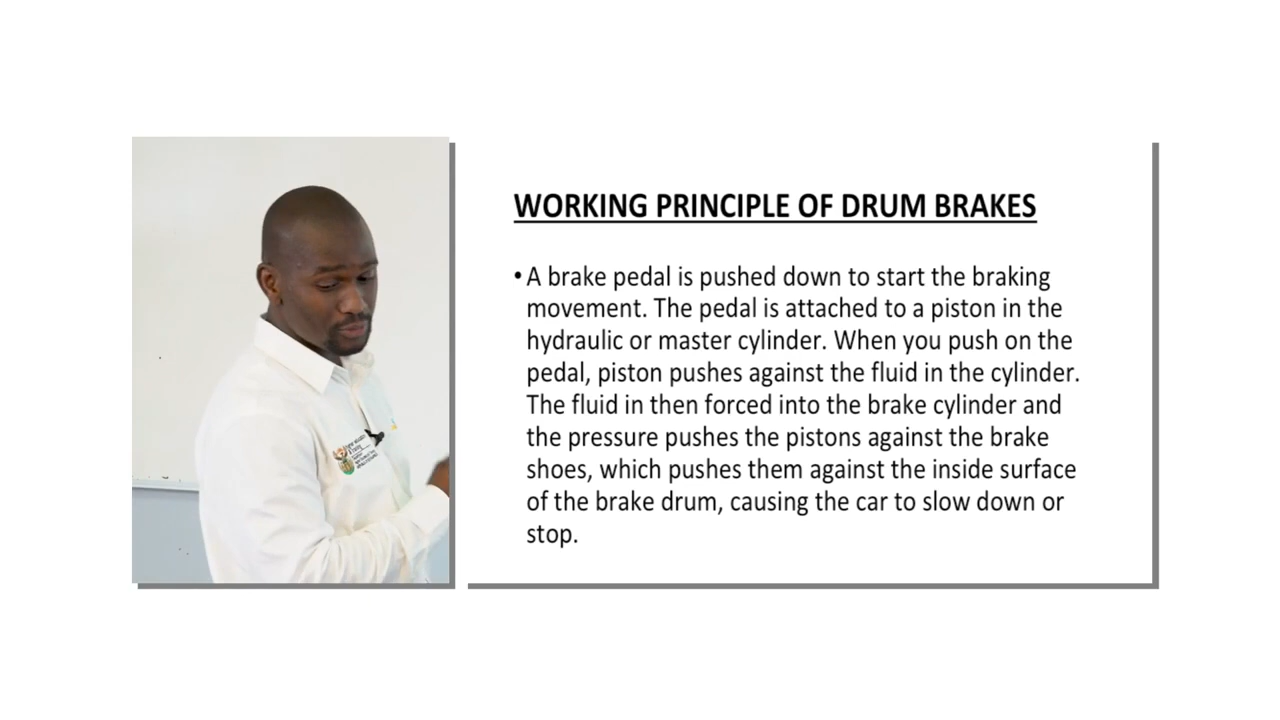 WORKING PRINCIPLE OF DRUM BRAKES
• A brake pedal is pushed down to start the braking
movement. The pedal is attached to a piston in the
hydraulic or master cylinder. When you push on the
pedal, piston pushes against the fluid in the cylinder.
The fluid in then forced into the brake cylinder and
the pressure pushes the pistons against the brake
shoes, which pushes them against the inside surface
of the brake drum, causing the car to slow down or
stop.